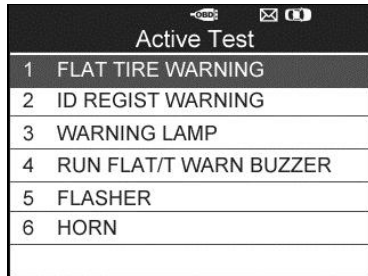 OBD
Active Test
1 FLAT TIRE WARNING
2 ID REGIST WARNING
3 WARNING LAMP
4 RUN FLAT/T WARN BUZZER
5 FLASHER
6 HORN